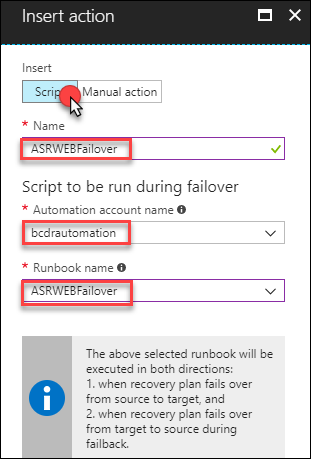 Insert action
Insert
Script Manual action
* Name
ASRWEBFailover
Script to be run during failover
* Automation account name
bcdrautomation
* Runbook name
ASRWEBFailover
The above selected runbook will be
executed in both directions:
1. when recovery plan fails over
from source to target, and
2. when recovery plan fails over
from target to source during
failback.